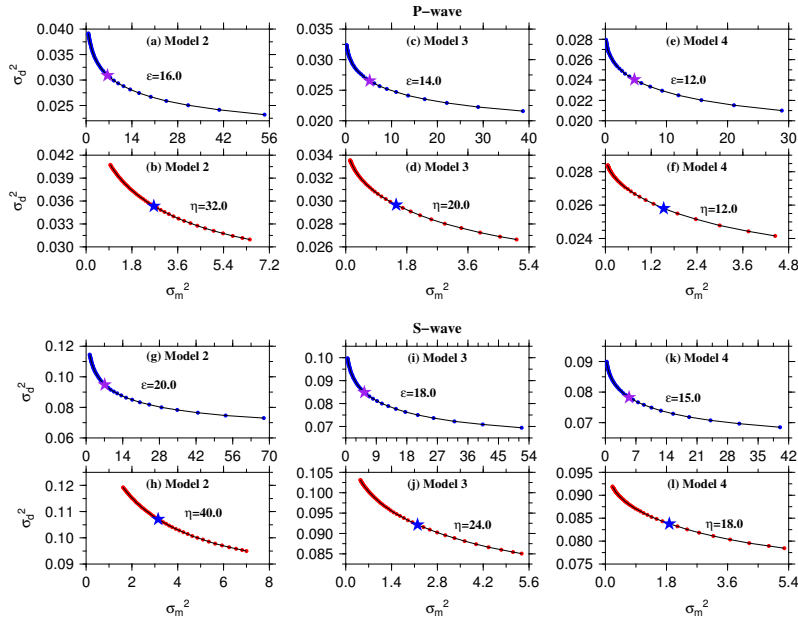 P-wave
(a) Model 2
(c) Model 3
(e) Model 4
ε=16.0
ε=14.0
ε=12.0
σd²
0.040
0.035
0.030
0.025
0 14 28 42 56
0.035
0.030
0.025
0.020
0 10 20 30 40
0.028
0.026
0.024
0.022
0.020
0 10 20 30
(b) Model 2
(d) Model 3
(f) Model 4
η=32.0
η=20.0
η=12.0
σd²
0.042
0.039
0.036
0.033
0.030
0.0 1.8 3.6 5.4 7.2
0.034
0.032
0.030
0.028
0.026
0.0 1.8 3.6 5.4
0.028
0.026
0.024
0.0 1.2 2.4 3.6 4.8
σm²
σm²
σm²
S-wave
(g) Model 2
(i) Model 3
(k) Model 4
ε=20.0
ε=18.0
ε=15.0
σd²
0.12
0.10
0.08
0.06
0 14 28 42 56 70
0.10
0.09
0.08
0.07
0 9 18 27 36 45 54
0.09
0.08
0.07
0 7 14 21 28 35 42
(h) Model 2
(j) Model 3
(l) Model 4
η=40.0
η=24.0
η=18.0
σd²
0.12
0.11
0.10
0.09
0 2 4 6 8
0.105
0.100
0.095
0.090
0.085
0.0 1.4 2.8 4.2 5.6
0.095
0.090
0.085
0.080
0.075
0.0 1.8 3.6 5.4
σm²
σm²
σm²